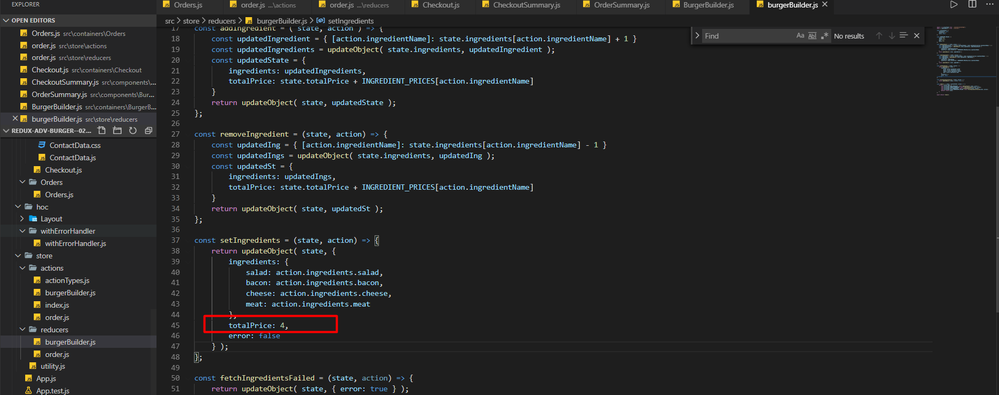 EXPLORER
OPEN EDITORS
Orders.js src\containers\Orders
order.js src\store\actions
order.js src\store\reducers
Checkout.js src\containers\Checkout
CheckoutSummary.js src\components\...
OrderSummary.js src\components\Bur...
BurgerBuilder.js src\containers\BurgerB...
burgerBuilder.js src\store\reducers
REDUX-ADV-BURGER--02...
ContactData.css
ContactData.js
Checkout.js
Orders
Orders.js
hoc
Layout
withErrorHandler
withErrorHandler.js
store
actions
actionTypes.js
burgerBuilder.js
index.js
order.js
reducers
burgerBuilder.js
order.js
utility.js
App.js
App.test.js
Orders.js order.js ...\actions order.js ...\reducers Checkout.js CheckoutSummary.js OrderSummary.js BurgerBuilder.js burgerBuilder.js
src > store > reducers > burgerBuilder.js > setIngredients
Find Aa Abl .* No results
17 const addIngredient = ( state, action ) => {
18 const updatedIngredient = { [action.ingredientName]: state.ingredients[action.ingredientName] + 1 }
19 const updatedIngredients = updateObject( state.ingredients, updatedIngredient );
20 const updatedState = {
21 ingredients: updatedIngredients,
22 totalPrice: state.totalPrice + INGREDIENT_PRICES[action.ingredientName]
23 }
24 return updateObject( state, updatedState );
25 };
26
27 const removeIngredient = (state, action) => {
28 const updatedIng = { [action.ingredientName]: state.ingredients[action.ingredientName] - 1 }
29 const updatedIngs = updateObject( state.ingredients, updatedIng );
30 const updatedSt = {
31 ingredients: updatedIngs,
32 totalPrice: state.totalPrice + INGREDIENT_PRICES[action.ingredientName]
33 }
34 return updateObject( state, updatedSt );
35 };
36
37 const setIngredients = (state, action) => {
38 return updateObject( state, {
39 ingredients: {
40 salad: action.ingredients.salad,
41 bacon: action.ingredients.bacon,
42 cheese: action.ingredients.cheese,
43 meat: action.ingredients.meat
44 },
45 totalPrice: 4,
46 error: false
47 } );
48 };
49
50 const fetchIngredientsFailed = (state, action) => {
51 return updateObject( state, { error: true } );